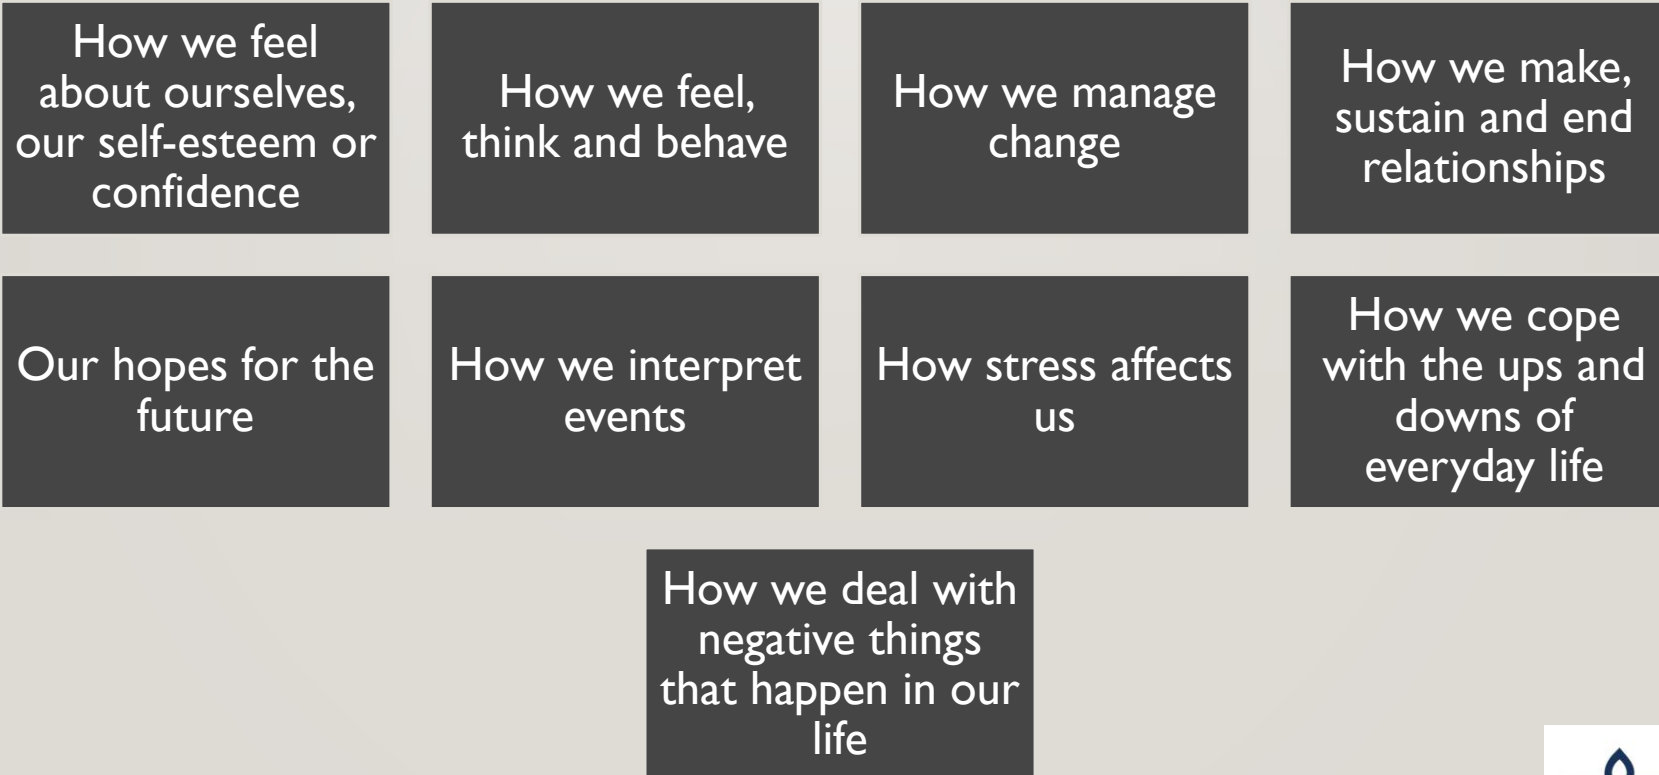 How we feel
about ourselves,
our self-esteem or
confidence
How we feel,
think and behave
How we manage
change
How we make,
sustain and end
relationships
Our hopes for the
future
How we interpret
events
How stress affects
us
How we cope
with the ups and
downs of
everyday life
How we deal with
negative things
that happen in our
life